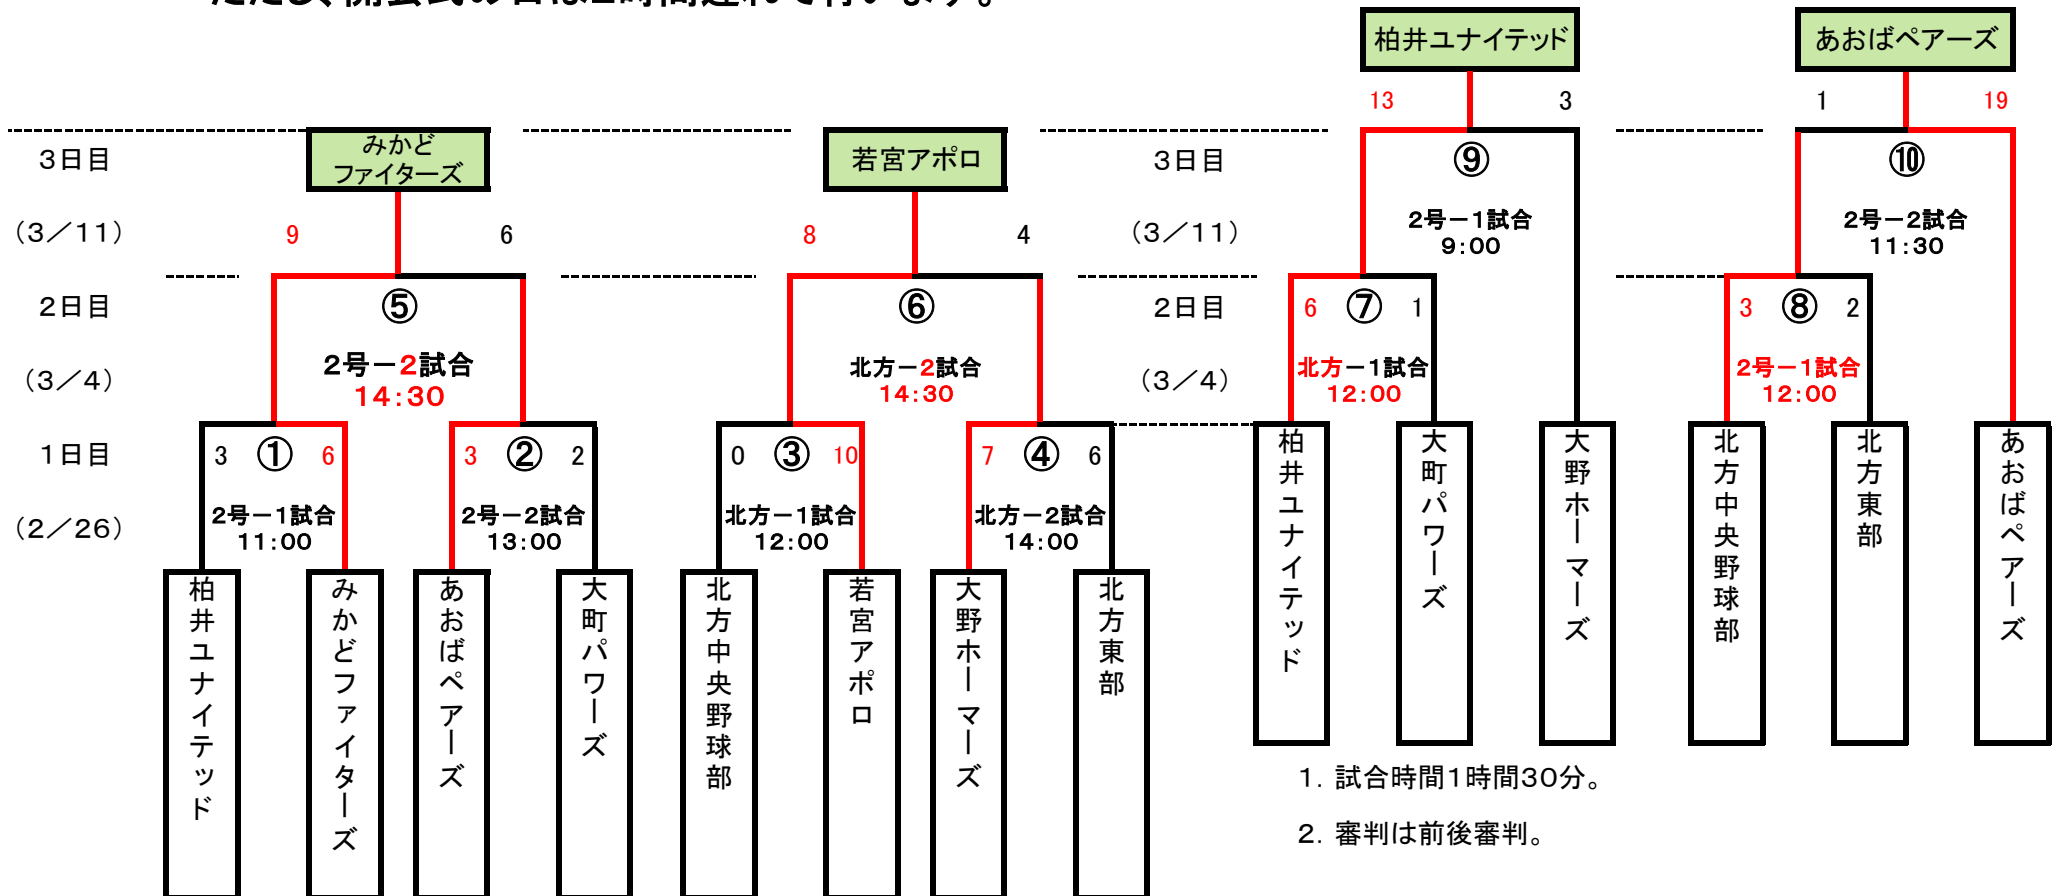 柏井ユナイテッド
あおばペアーズ
13
3
1
19
みかど
ファイターズ
若宮アポロ
3日目
3日目
⑨
⑩
(3/11)
9
6
8
4
(3/11)
2号-1試合
9:00
2号-2試合
11:30
2日目
⑤
⑥
2日目
6
⑦
1
3
⑧
2
(3/4)
2号-2試合
14:30
北方-2試合
14:30
(3/4)
北方-1試合
12:00
2号-1試合
12:00
1日目
3
①
6
3
②
2
0
③
10
7
④
6
(2/26)
2号-1試合
11:00
2号-2試合
13:00
北方-1試合
12:00
北方-2試合
14:00
柏井ユナイテッド
大町パワーズ
大野ホーマーズ
北方中央野球部
北方東部
あおばペアーズ
柏井ユナイテッド
みかどファイターズ
あおばペアーズ
大町パワーズ
北方中央野球部
若宮アポロ
大野ホーマーズ
北方東部
1. 試合時間1時間30分。
2. 審判は前後審判。